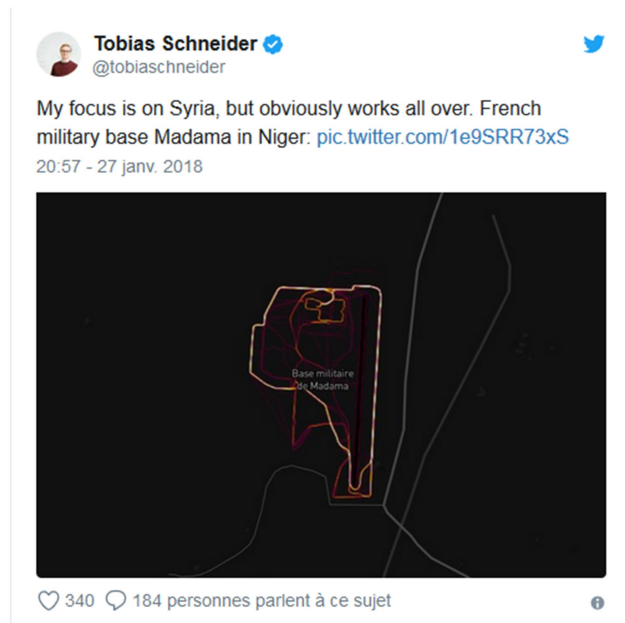 Tobias Schneider
@tobiaschneider
My focus is on Syria, but obviously works all over. French
military base Madama in Niger: pic.twitter.com/1e9SRR73xS
20:57 - 27 janv. 2018
Base militaire
de Madama
340 184 personnes parlent à ce sujet